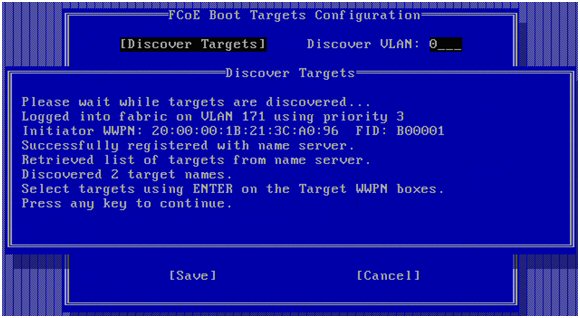 FCoE Boot Targets Configuration
[Discover Targets] Discover VLAN: 0___
Discover Targets
Please wait while targets are discovered...
Logged into fabric on VLAN 171 using priority 3
Initiator WWPN: 20:00:00:1B:21:3C:A0:96 FID: B00001
Successfully registered with name server.
Retrieved list of targets from name server.
Discovered 2 target names.
Select targets using ENTER on the Target WWPN boxes.
Press any key to continue.
[Save] [Cancel]